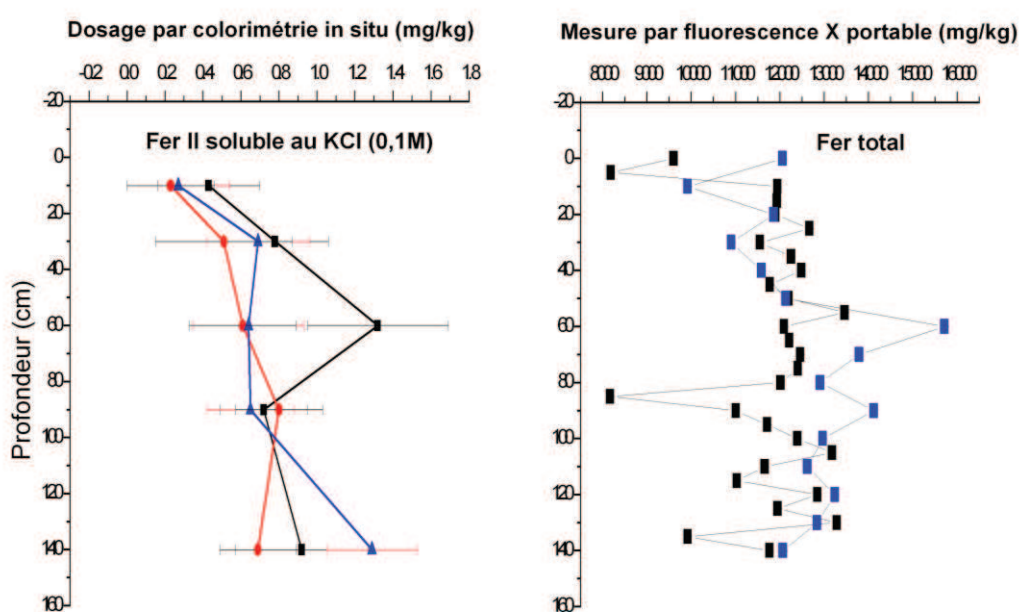 Dosage par colorimétrie in situ (mg/kg)
-0.2 0.0 0.2 0.4 0.6 0.8 1.0 1.2 1.4 1.6 1.8
Fer II soluble au KCl (0,1M)
Profondeur (cm)
-20
0
20
40
60
80
100
120
140
160
Mesure par fluorescence X portable (mg/kg)
8000 9000 10000 11000 12000 13000 14000 15000 16000
Fer total
-20
0
20
40
60
80
100
120
140
160